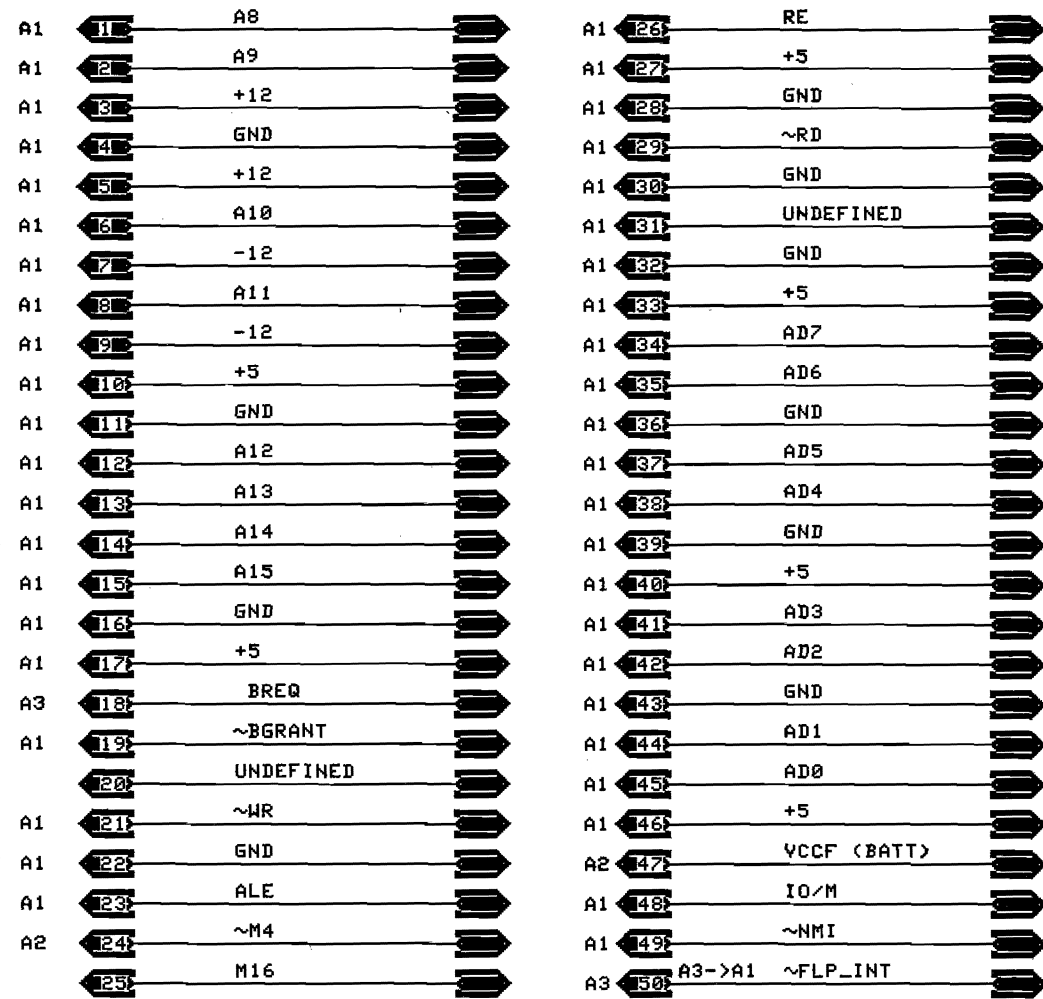 A1 1 A8
A1 2 A9
A1 3 +12
A1 4 GND
A1 5 +12
A1 6 A10
A1 7 -12
A1 8 A11
A1 9 -12
A1 10 +5
A1 11 GND
A1 12 A12
A1 13 A13
A1 14 A14
A1 15 A15
A1 16 GND
A1 17 +5
A3 18 BREQ
A1 19 ~BGRANT
20 UNDEFINED
A1 21 ~WR
A1 22 GND
A1 23 ALE
A2 24 ~M4
25 M16
A1 26 RE
A1 27 +5
A1 28 GND
A1 29 ~RD
A1 30 GND
A1 31 UNDEFINED
A1 32 GND
A1 33 +5
A1 34 AD7
A1 35 AD6
A1 36 GND
A1 37 AD5
A1 38 AD4
A1 39 GND
A1 40 +5
A1 41 AD3
A1 42 AD2
A1 43 GND
A1 44 AD1
A1 45 AD0
A1 46 +5
A2 47 VCCF (BATT)
A1 48 IO/M
A1 49 ~NMI
A3 50 A3->A1 ~FLP_INT